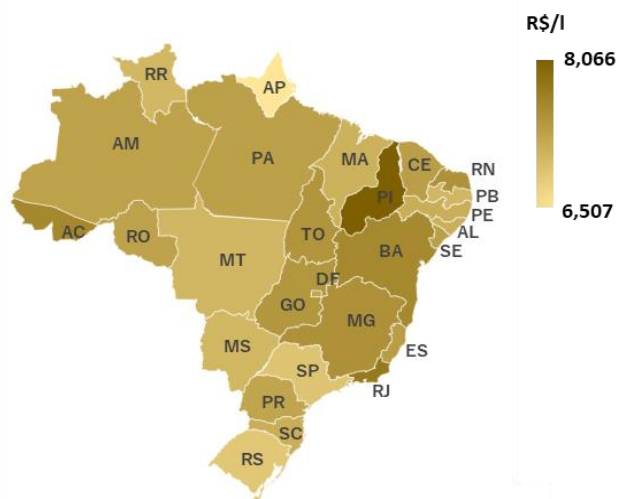 R$/l
8,066
6,507
RR
AP
AM
PA
MA
CE
RN
PI
PB
PE
AL
SE
AC
RO
TO
BA
MT
DF
GO
MG
MS
ES
SP
RJ
PR
SC
RS